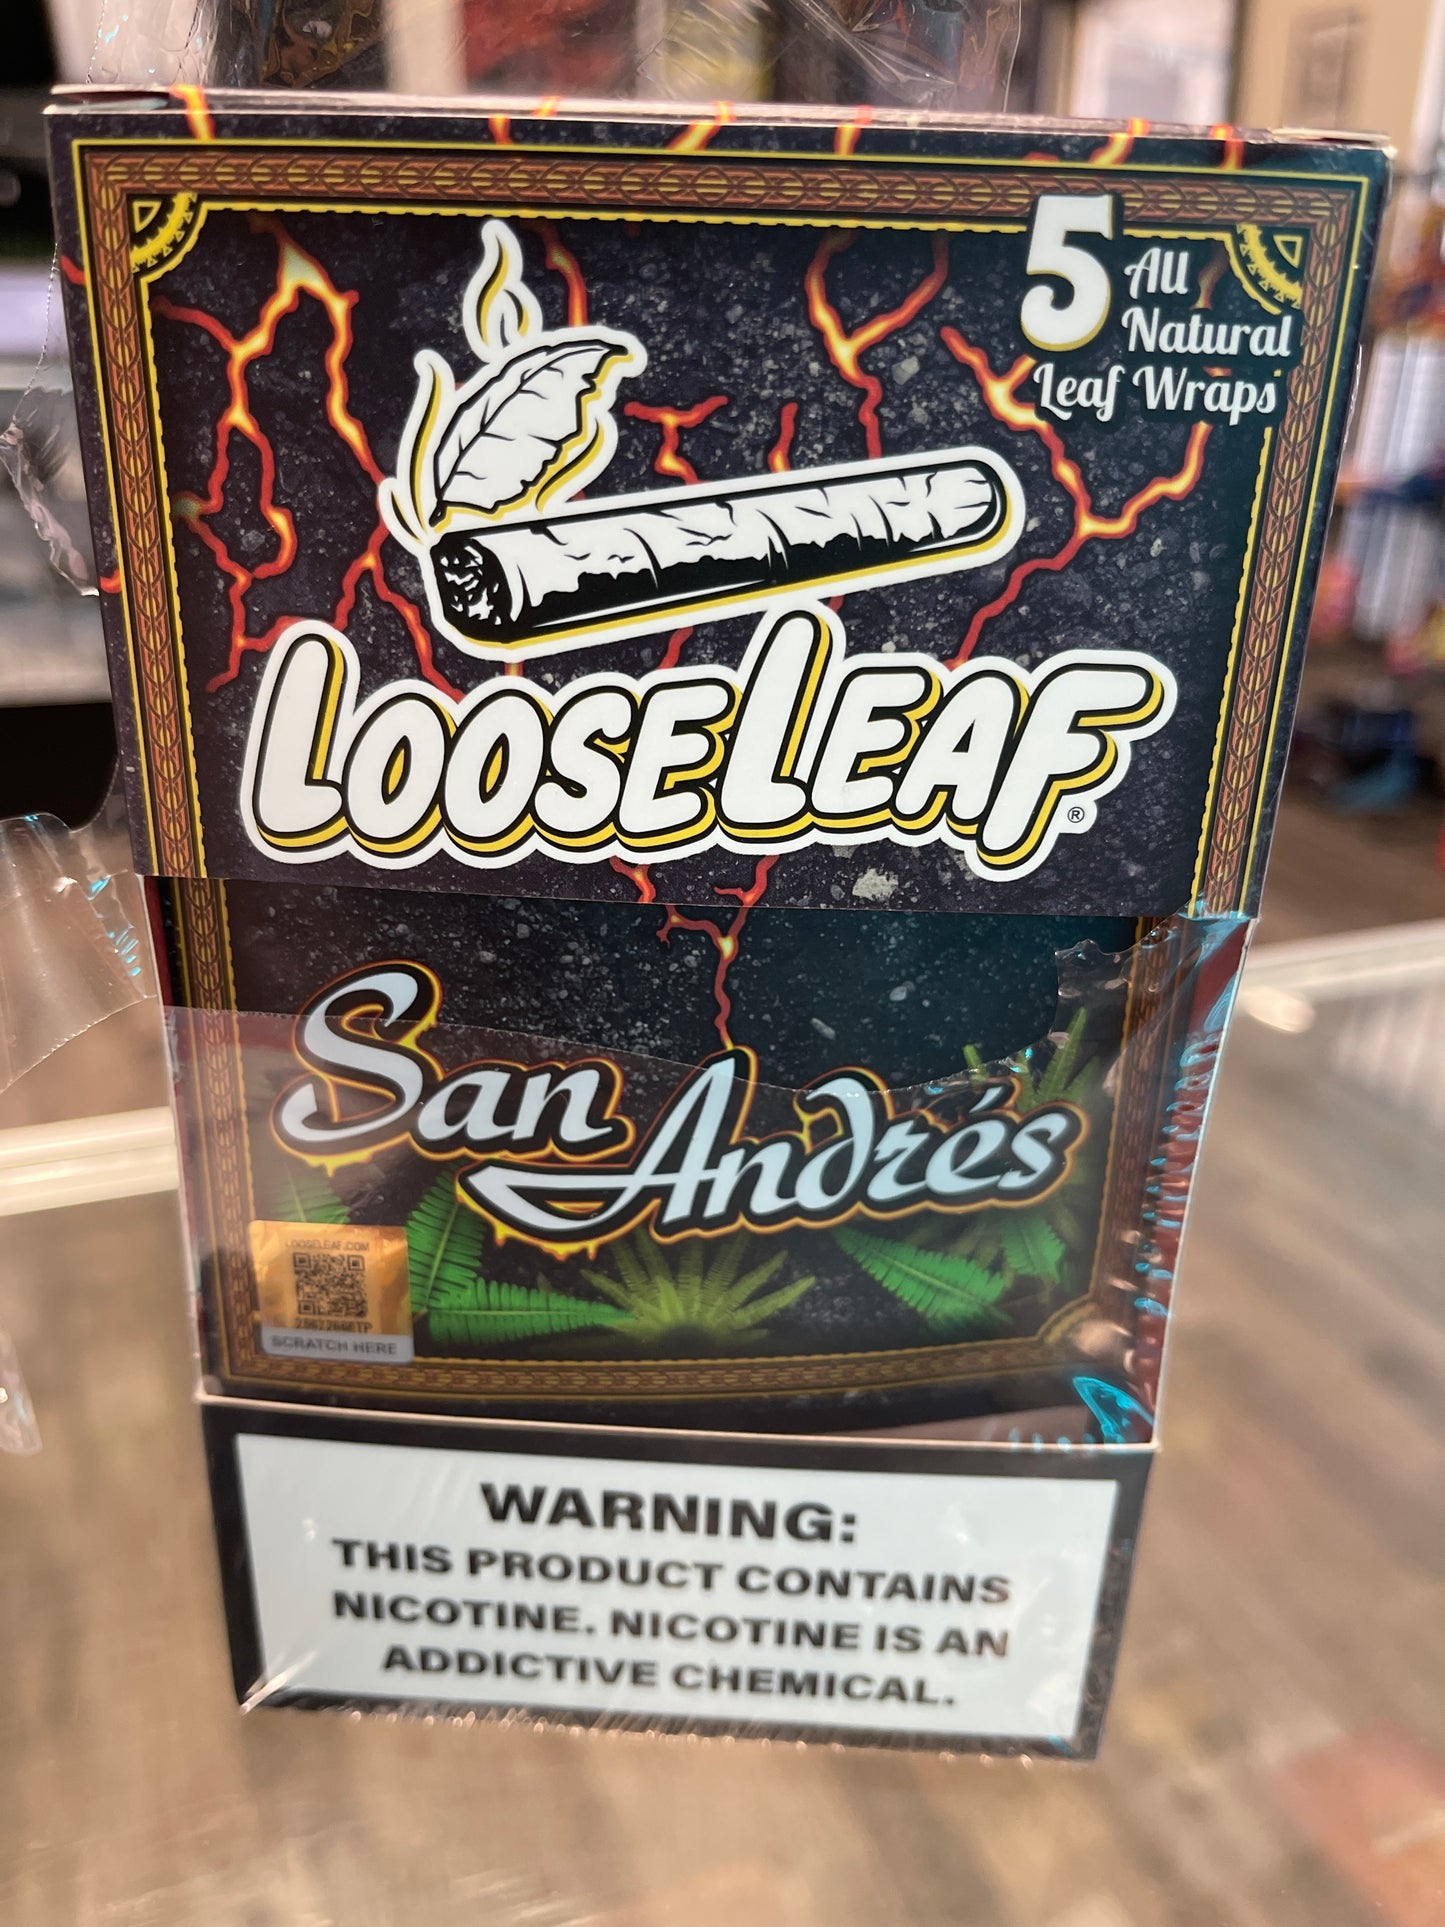 5 All
Natural
Leaf Wraps
LOOSELEAF®
San Andrés
LOOSELEAF.COM
SCRATCH HERE
WARNING:
THIS PRODUCT CONTAINS
NICOTINE. NICOTINE IS AN
ADDICTIVE CHEMICAL.